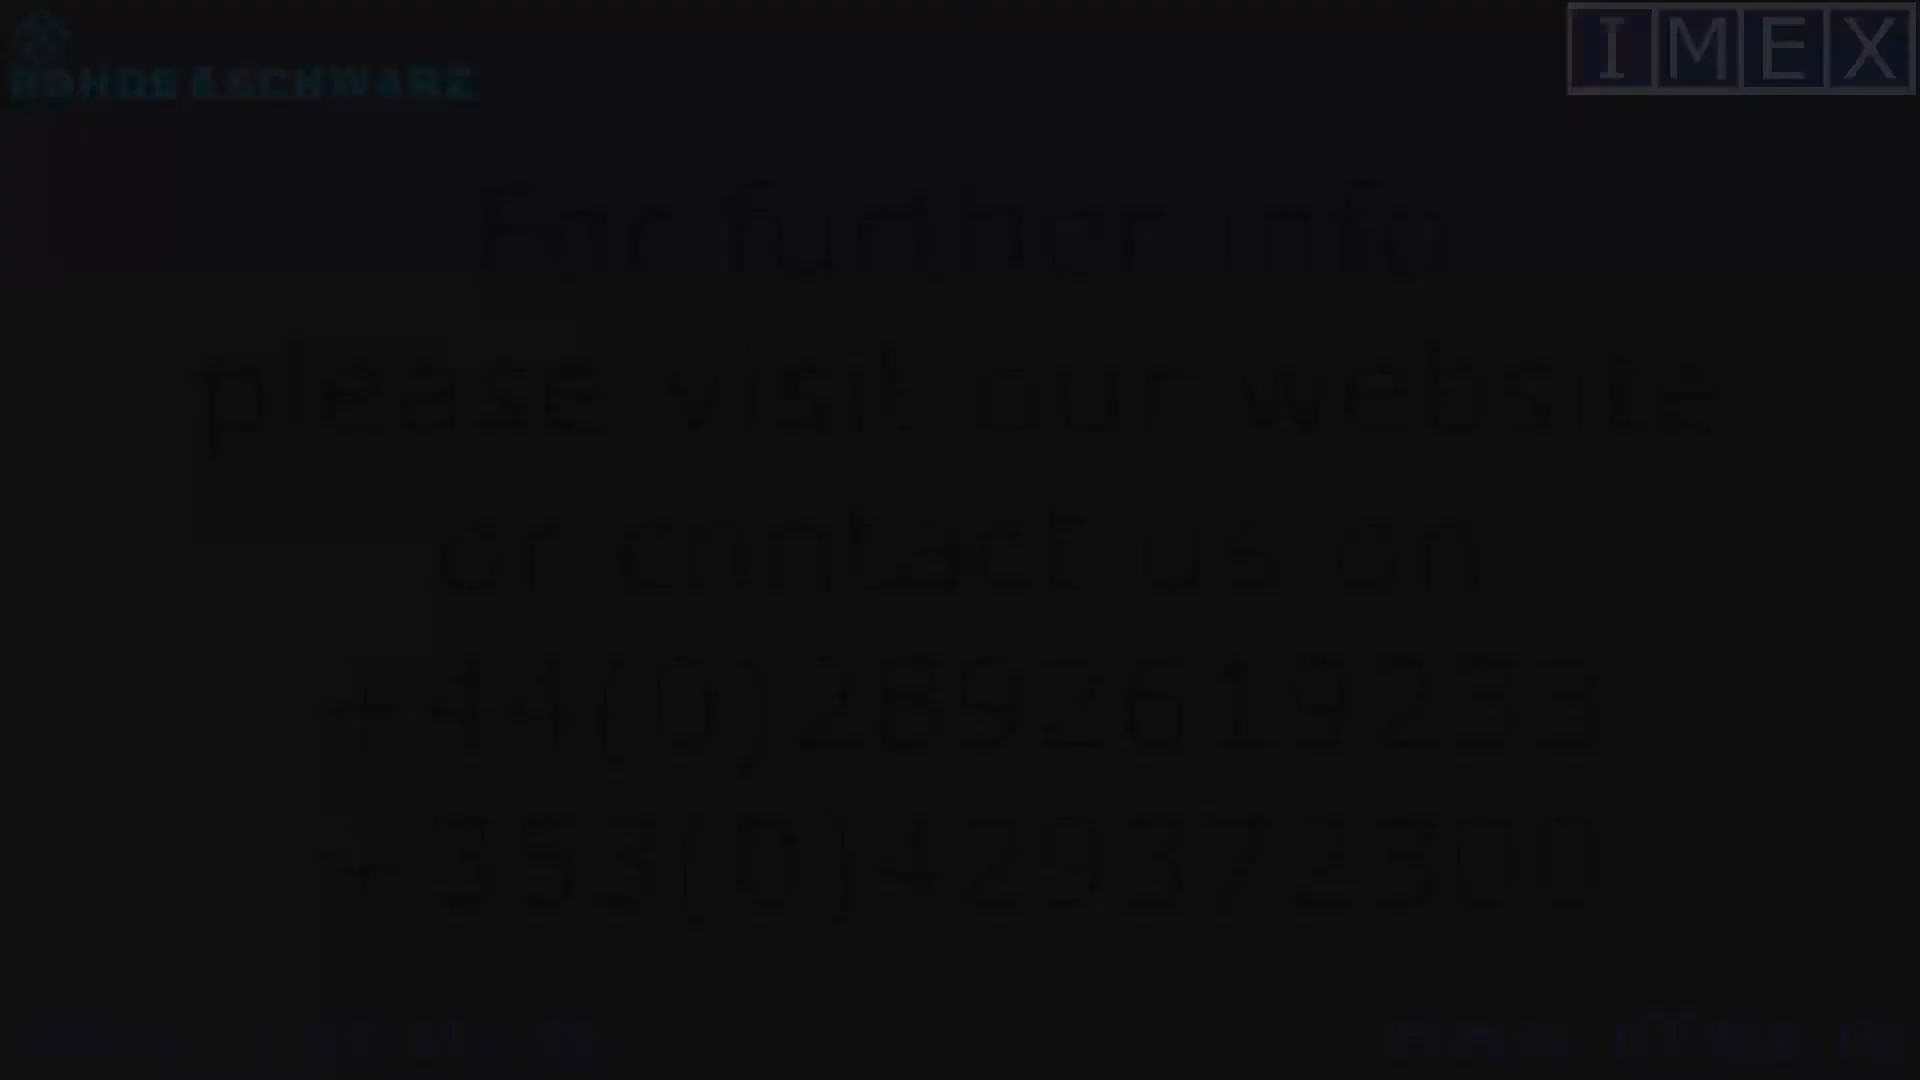 ROHDE & SCHWARZ
IMEX
For further info
please visit our website
or contact us on
+44(0)2892619233
+353(0)429372300